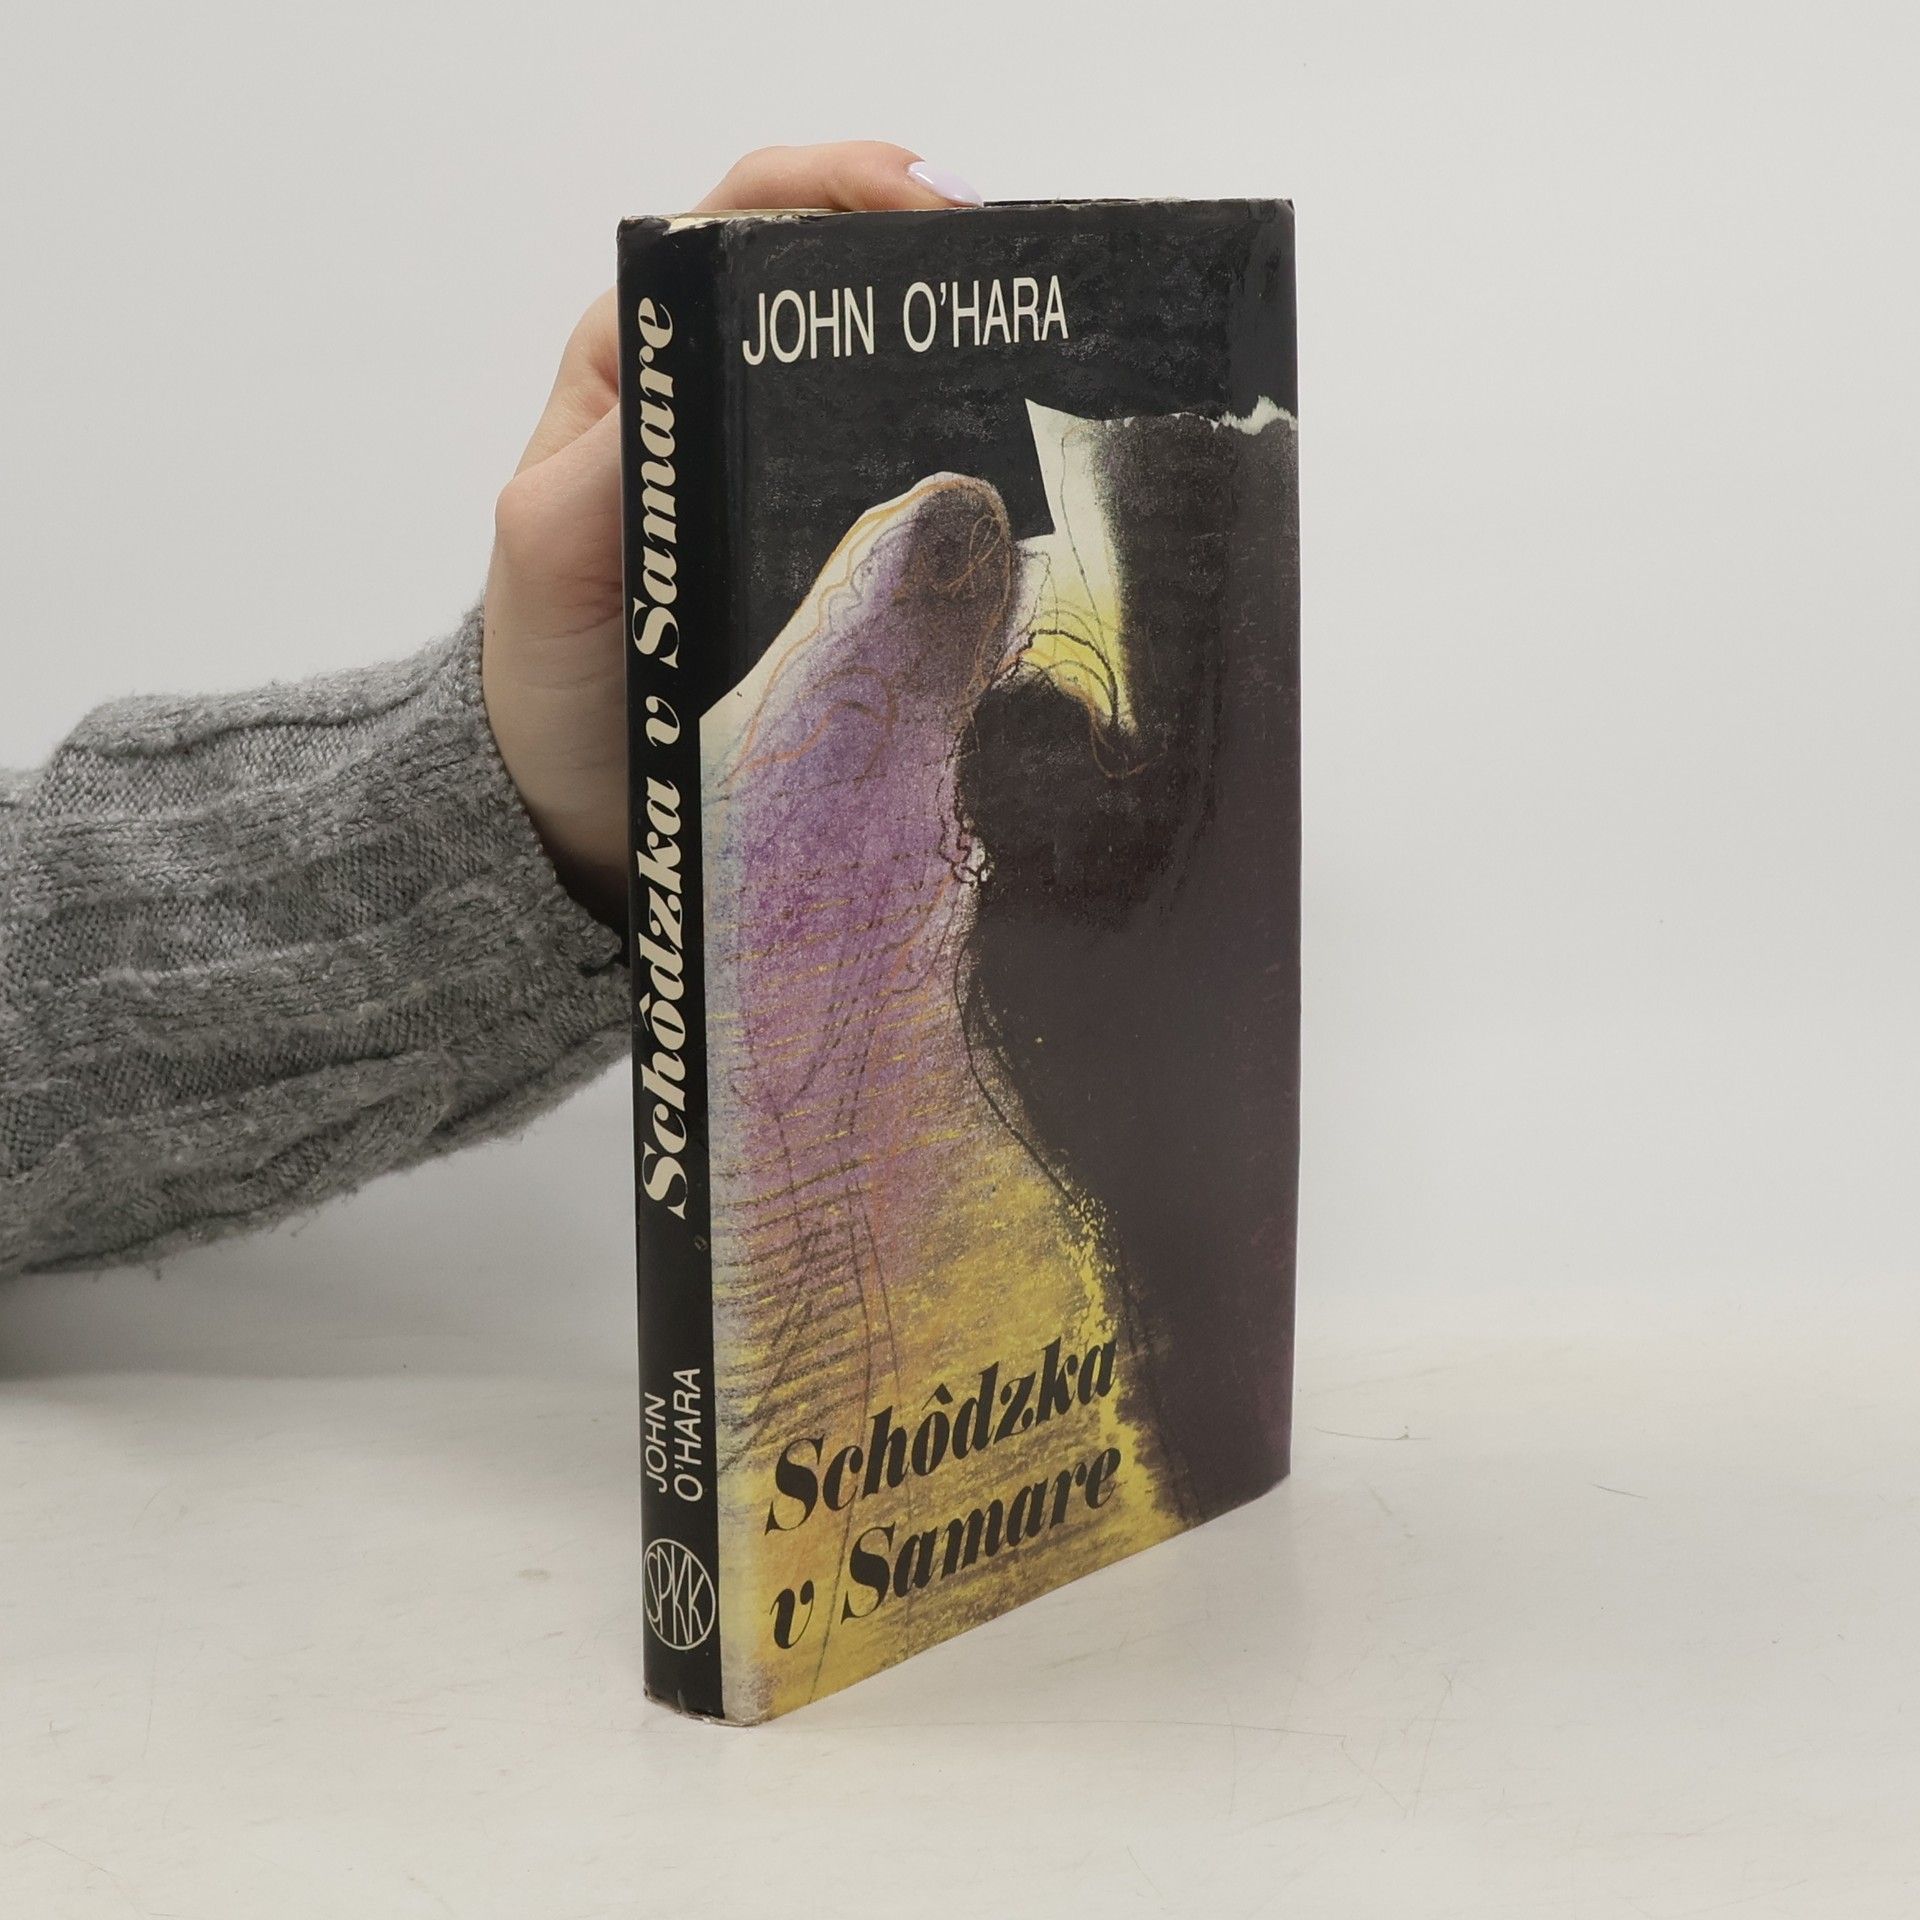 Schôdzka v Samare
JOHN
O'HARA
SPKK
JOHN O'HARA
Schôdzka
v Samare